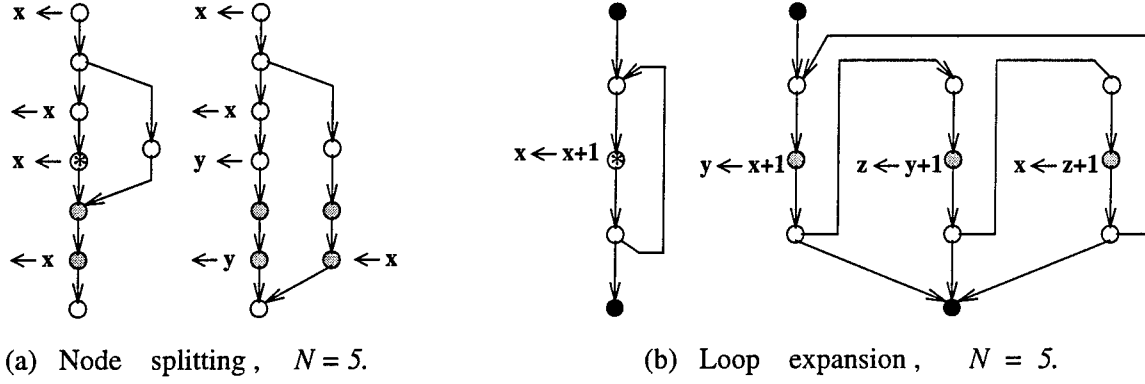 x ← x ←
← x ← x
x ← * y ←
← x ← y ← x
x ← x+1 * y ← x+1 z ← y+1 x ← z+1
(a) Node splitting , N = 5. (b) Loop expansion , N = 5.